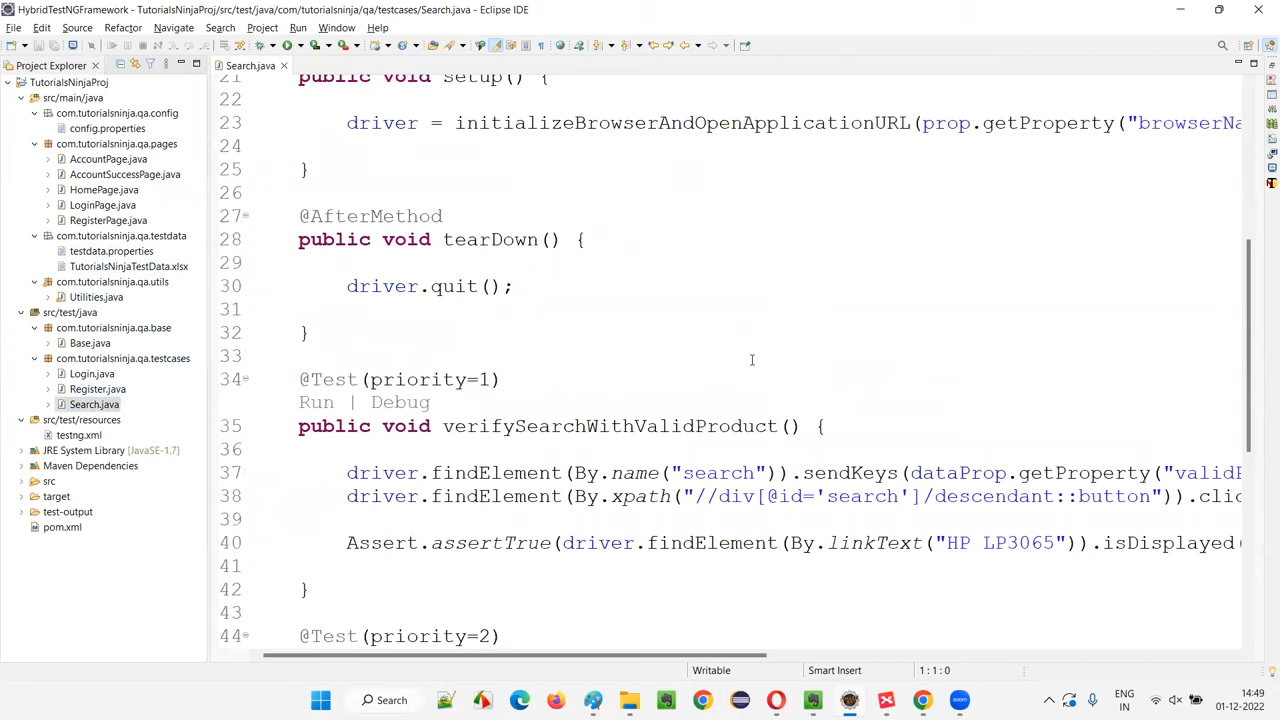 HybridTestNGFramework - TutorialsNinjaProj/src/test/java/com/tutorialsninja/qa/testcases/Search.java - Eclipse IDE
File Edit Source Refactor Navigate Search Project Run Window Help
Project Explorer
TutorialsNinjaProj
src/main/java
com.tutorialsninja.qa.config
config.properties
com.tutorialsninja.qa.pages
AccountPage.java
AccountSuccessPage.java
HomePage.java
LoginPage.java
RegisterPage.java
com.tutorialsninja.qa.testdata
testdata.properties
TutorialsNinjaTestData.xlsx
com.tutorialsninja.qa.utils
Utilities.java
src/test/java
com.tutorialsninja.qa.base
Base.java
com.tutorialsninja.qa.testcases
Login.java
Register.java
Search.java
src/test/resources
testng.xml
JRE System Library [JavaSE-1.7]
Maven Dependencies
src
target
test-output
pom.xml
Search.java
21 public void setup() {
22
23 driver = initializeBrowserAndOpenApplicationURL(prop.getProperty("browserNa
24
25 }
26
27 @AfterMethod
28 public void tearDown() {
29
30 driver.quit();
31
32 }
33
34 @Test(priority=1)
Run | Debug
35 public void verifySearchWithValidProduct() {
36
37 driver.findElement(By.name("search")).sendKeys(dataProp.getProperty("validP
38 driver.findElement(By.xpath("//div[@id='search']/descendant::button")).clic
39
40 Assert.assertTrue(driver.findElement(By.linkText("HP LP3065")).isDisplayed(
41
42 }
43
44 @Test(priority=2)
Writable Smart Insert 1 : 1 : 0
Search
ENG
IN
14:49
01-12-2022